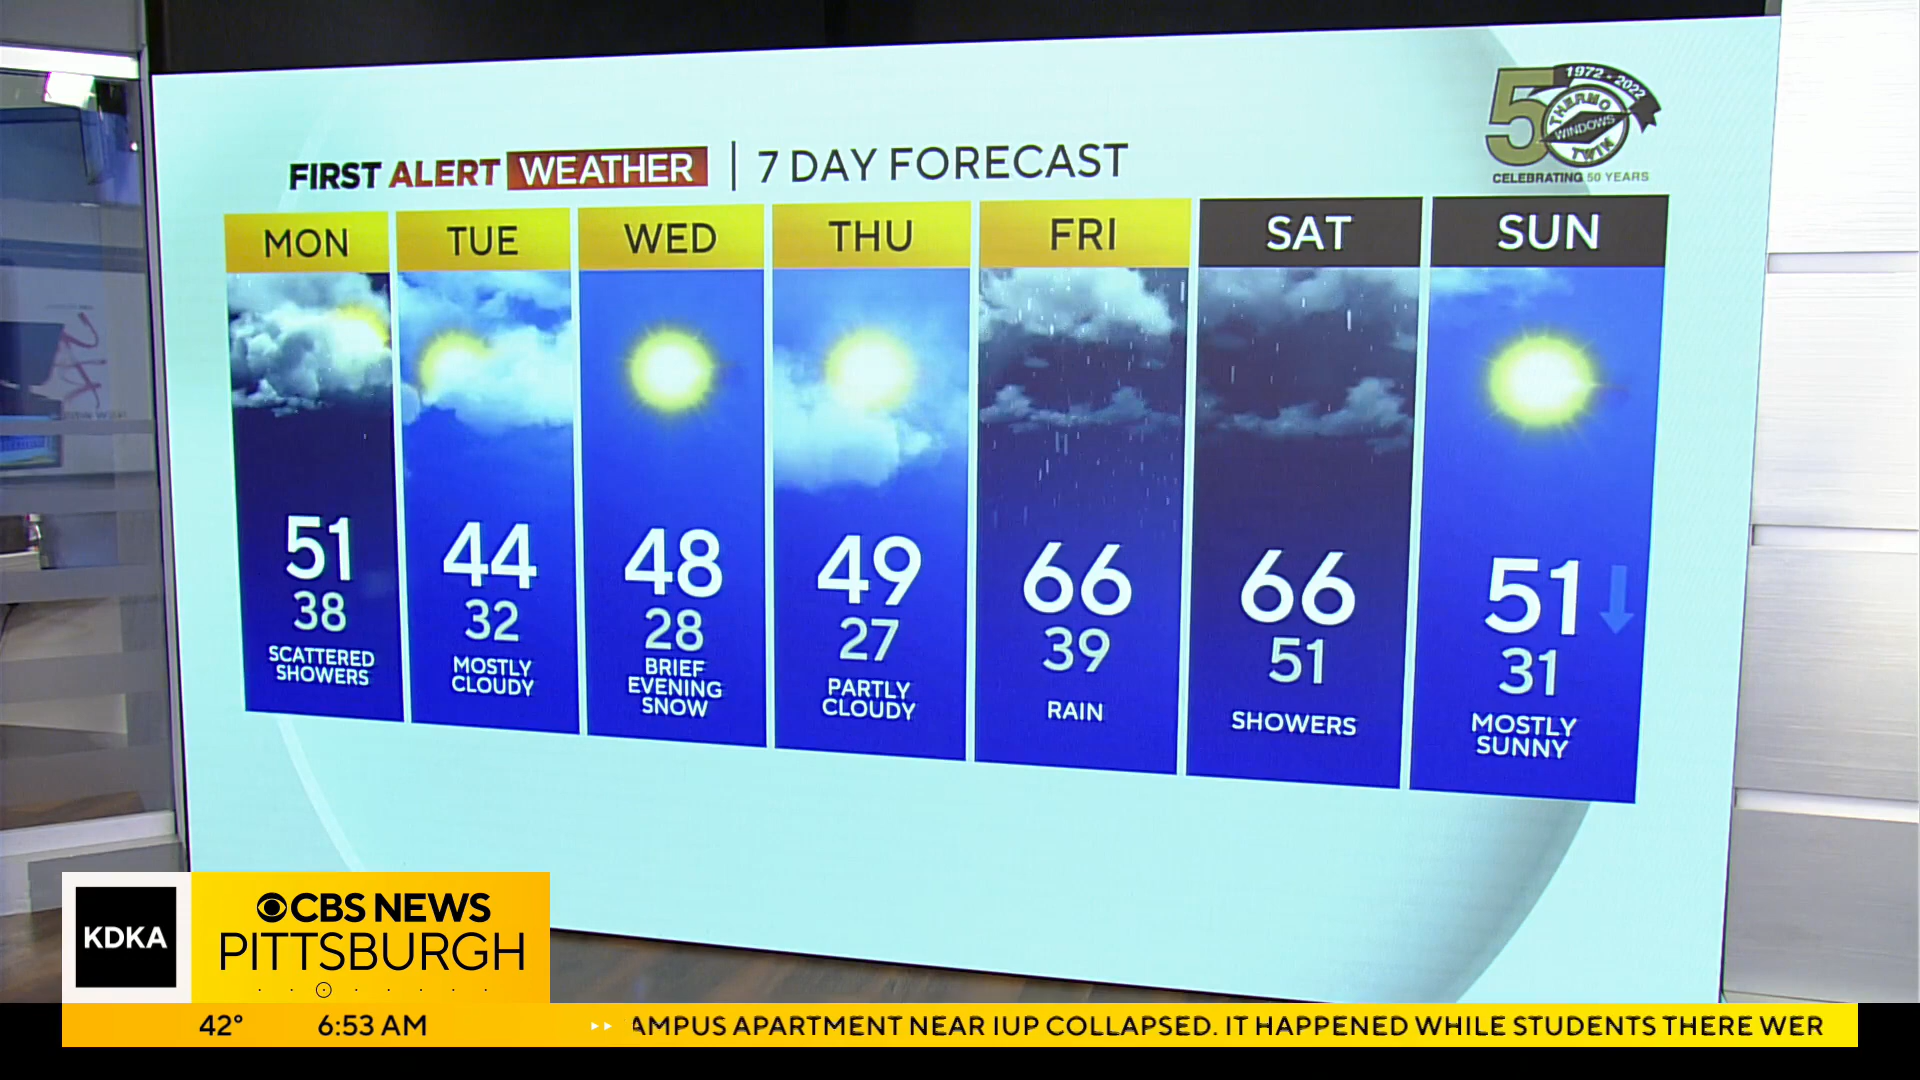 1972 - 2022
50
THERMO
WINDOWS
TWIN
CELEBRATING 50 YEARS
FIRST ALERT WEATHER | 7 DAY FORECAST
MON TUE WED THU FRI SAT SUN
51 44 48 49 66 66 51
38 32 28 27 39 51 31
SCATTERED
SHOWERS
MOSTLY
CLOUDY
BRIEF
EVENING
SNOW
PARTLY
CLOUDY
RAIN
SHOWERS
MOSTLY
SUNNY
KDKA
CBS NEWS
PITTSBURGH
42° 6:53 AM AMPUS APARTMENT NEAR IUP COLLAPSED. IT HAPPENED WHILE STUDENTS THERE WER